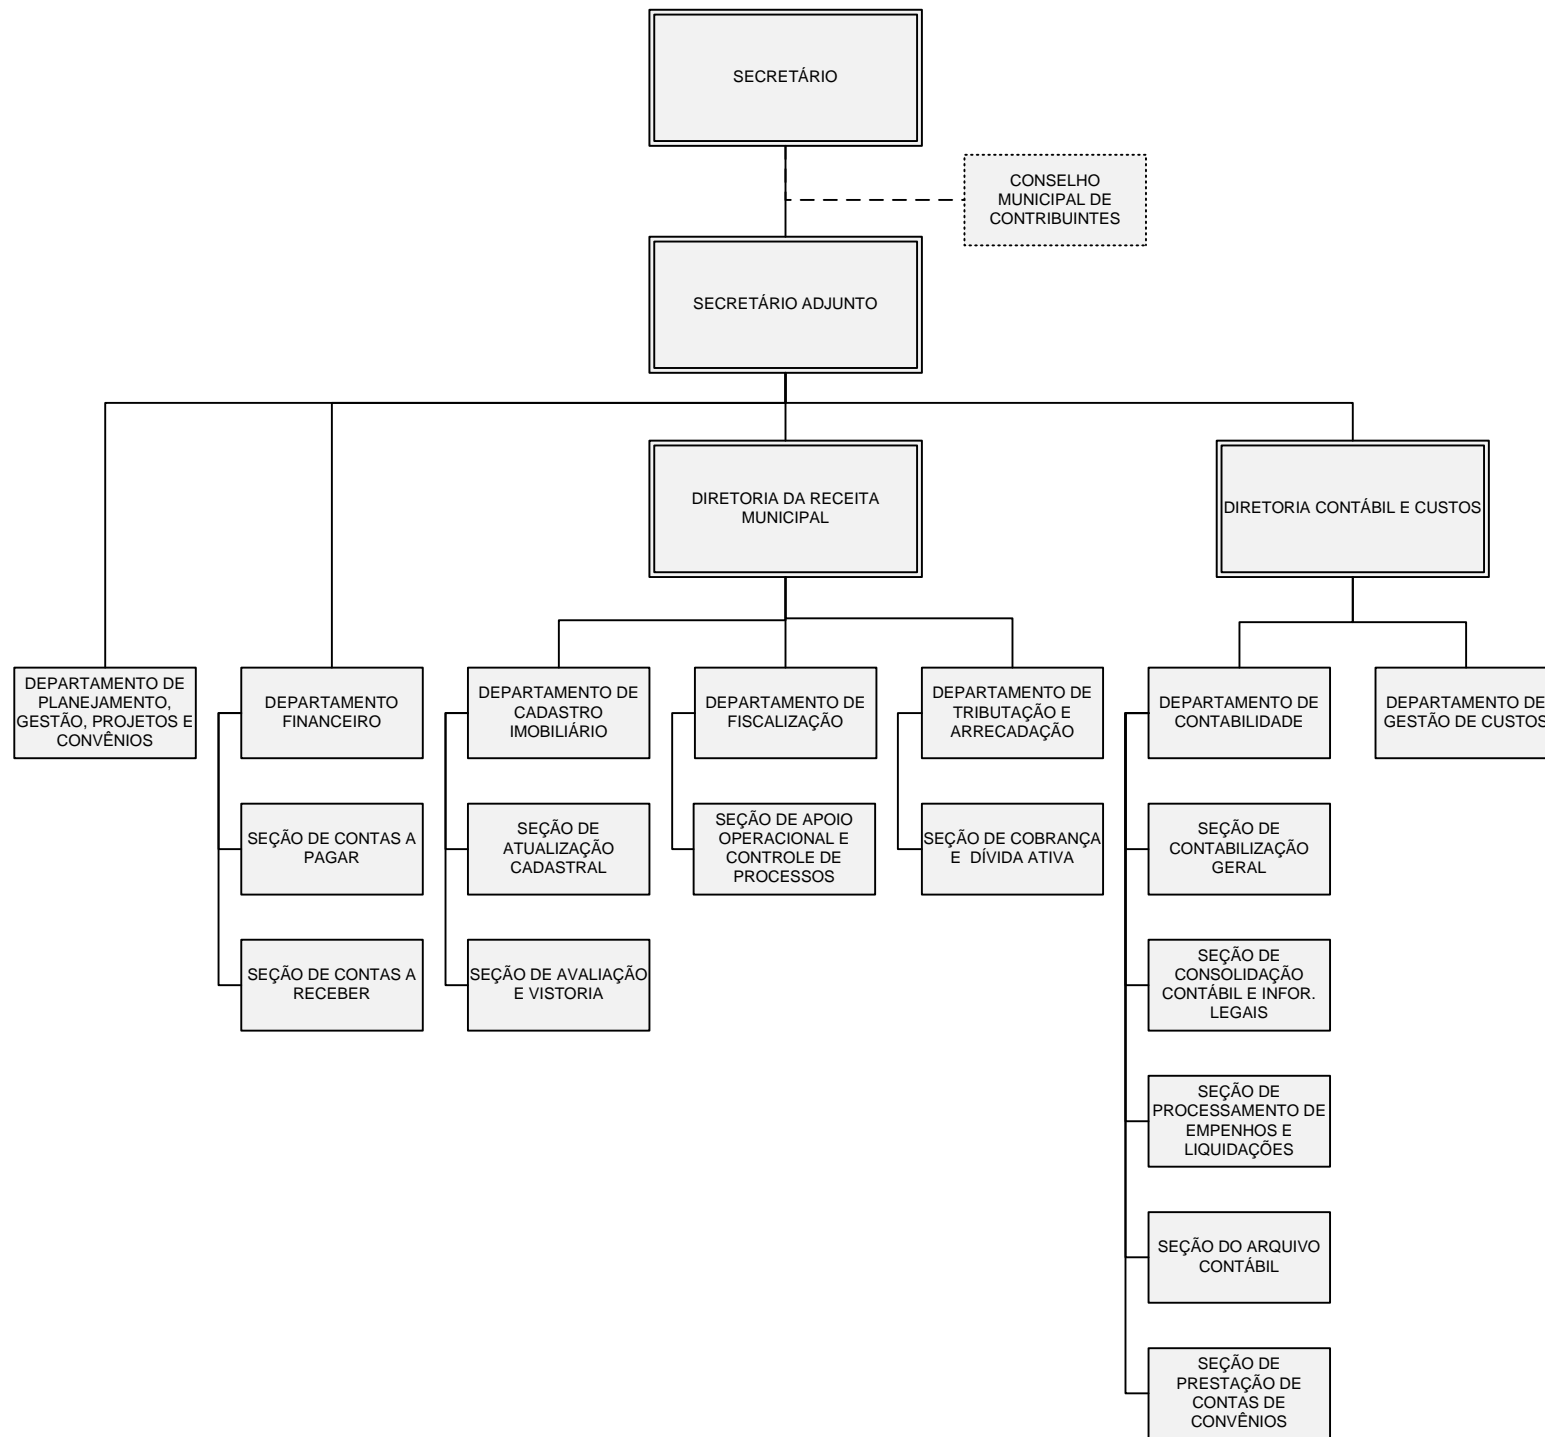 SECRETÁRIO
CONSELHO
MUNICIPAL DE
CONTRIBUINTES
SECRETÁRIO ADJUNTO
DIRETORIA DA RECEITA
MUNICIPAL
DIRETORIA CONTÁBIL E CUSTOS
DEPARTAMENTO DE
PLANEJAMENTO,
GESTÃO, PROJETOS E
CONVÊNIOS
DEPARTAMENTO
FINANCEIRO
DEPARTAMENTO DE
CADASTRO
IMOBILIÁRIO
DEPARTAMENTO DE
FISCALIZAÇÃO
DEPARTAMENTO DE
TRIBUTAÇÃO E
ARRECADAÇÃO
DEPARTAMENTO DE
CONTABILIDADE
DEPARTAMENTO DE
GESTÃO DE CUSTOS
SEÇÃO DE CONTAS A
PAGAR
SEÇÃO DE
ATUALIZAÇÃO
CADASTRAL
SEÇÃO DE APOIO
OPERACIONAL E
CONTROLE DE
PROCESSOS
SEÇÃO DE COBRANÇA
E DÍVIDA ATIVA
SEÇÃO DE
CONTABILIZAÇÃO
GERAL
SEÇÃO DE CONTAS A
RECEBER
SEÇÃO DE AVALIAÇÃO
E VISTORIA
SEÇÃO DE
CONSOLIDAÇÃO
CONTÁBIL E INFOR.
LEGAIS
SEÇÃO DE
PROCESSAMENTO DE
EMPENHOS E
LIQUIDAÇÕES
SEÇÃO DO ARQUIVO
CONTÁBIL
SEÇÃO DE
PRESTAÇÃO DE
CONTAS DE
CONVÊNIOS